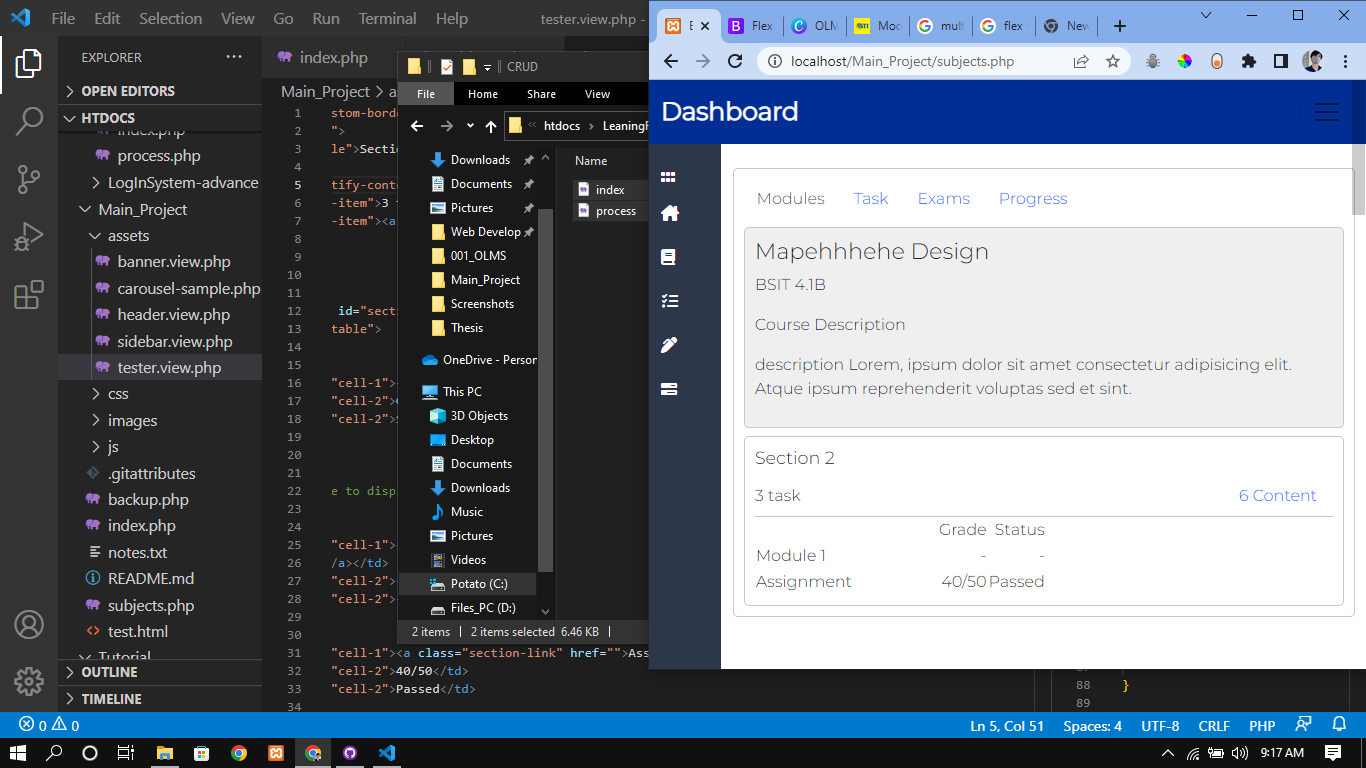 File Edit Selection View Go Run Terminal Help
tester.view.php -
EXPLORER
OPEN EDITORS
HTDOCS
index.php
process.php
LogInSystem-advance
Main_Project
assets
banner.view.php
carousel-sample.php
header.view.php
sidebar.view.php
tester.view.php
css
images
js
.gitattributes
backup.php
index.php
notes.txt
README.md
subjects.php
test.html
Tutorial
OUTLINE
TIMELINE
index.php
Main_Project > as
1 stom-bord
2 ">
3 le">Secti
4
5 tify-conte
6 -item">3 t
7 -item"><a
8
9
10
11
12 id="sect
13 table">
14
15
16 "cell-1">
17 "cell-2">
18 "cell-2">S
19
20
21
22 e to disp
23
24
25 "cell-1">
26 /a></td>
27 "cell-2">
28 "cell-2">
29
30
31 "cell-1"><a class="section-link" href="">Ass
32 "cell-2">40/50</td>
33 "cell-2">Passed</td>
34
88 }
89
CRUD
File Home Share View
htdocs
Downloads
Documents
Pictures
Web Develop
001_OLMS
Main_Project
Screenshots
Thesis
OneDrive - Person
This PC
3D Objects
Desktop
Documents
Downloads
Music
Pictures
Videos
Potato (C:)
Files_PC (D:)
Name
index
process
2 items 2 items selected 6.46 KB
Flex OLM Moo mult flex New
localhost/Main_Project/subjects.php
Dashboard
Modules Task Exams Progress
Mapehhhehe Design
BSIT 4.1B
Course Description
description Lorem, ipsum dolor sit amet consectetur adipisicing elit.
Atque ipsum reprehenderit voluptas sed et sint.
Section 2
3 task 6 Content
Grade Status
Module 1 - -
Assignment 40/50 Passed
0 0
Ln 5, Col 51 Spaces: 4 UTF-8 CRLF PHP
9:17 AM